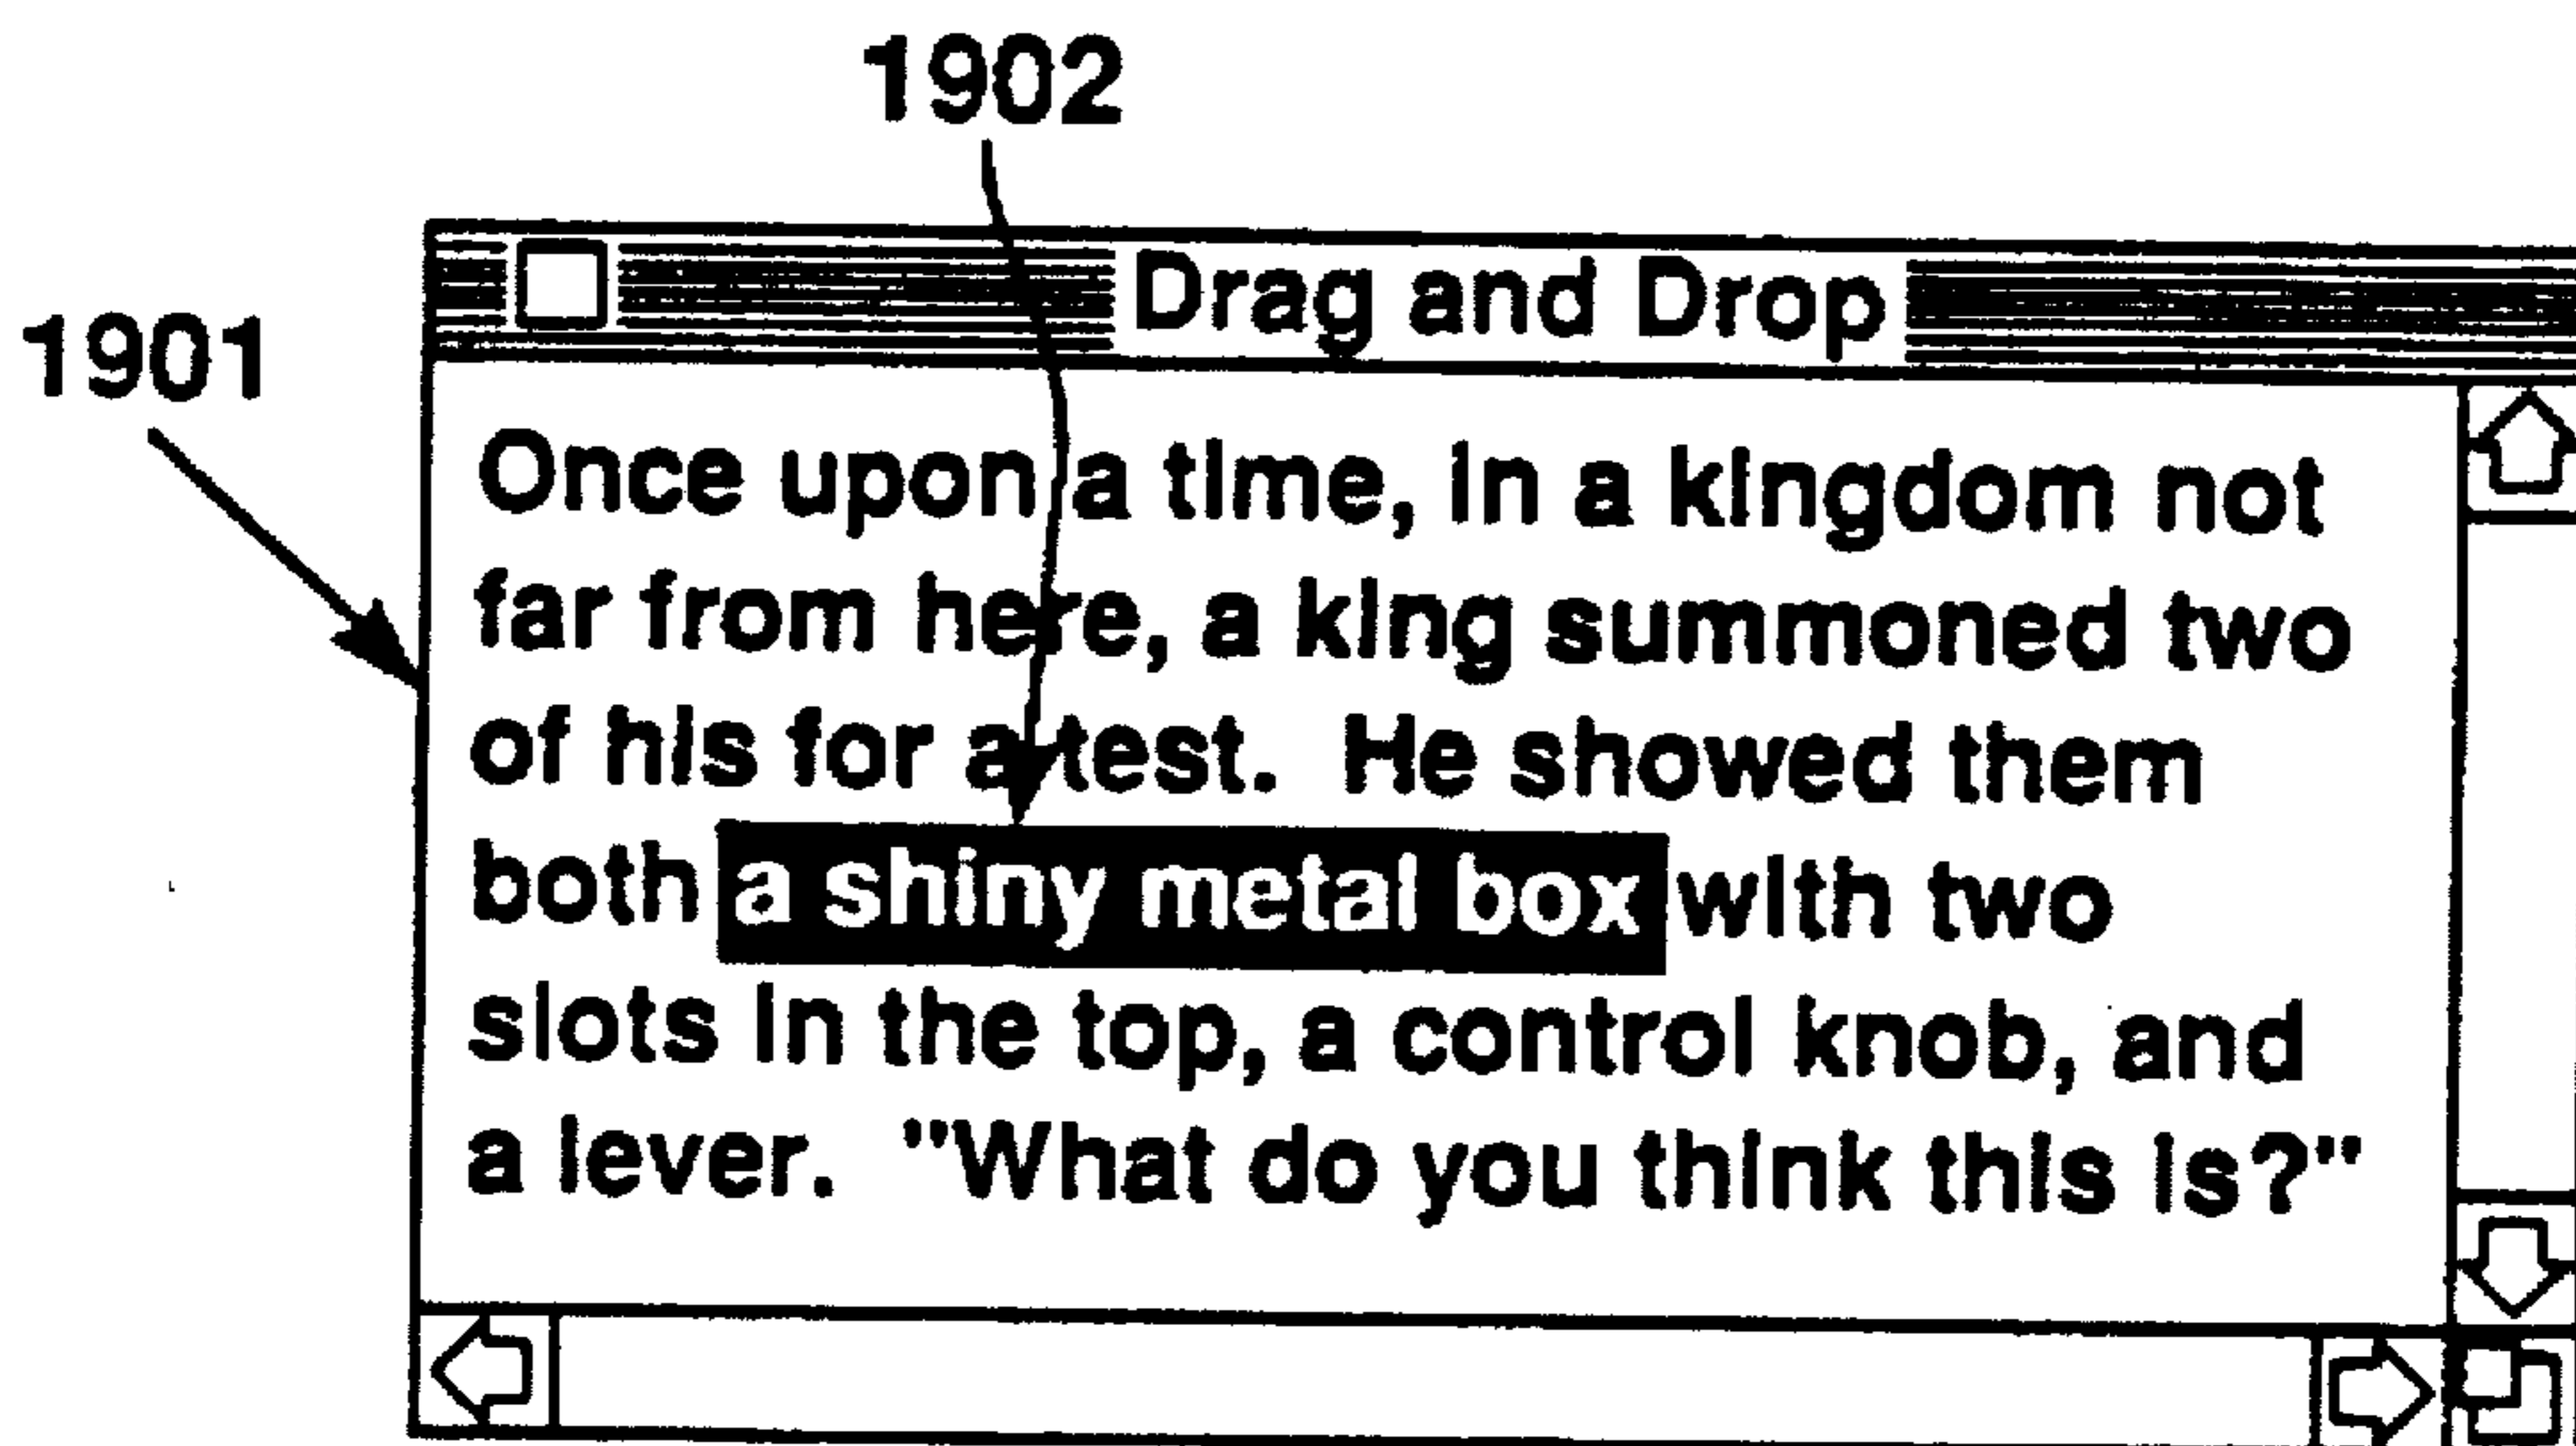 1902
1901
Drag and Drop
Once upon a time, in a kingdom not
far from here, a king summoned two
of his for a test.  He showed them
both a shiny metal box with two
slots in the top, a control knob, and
a lever.  "What do you think this is?"